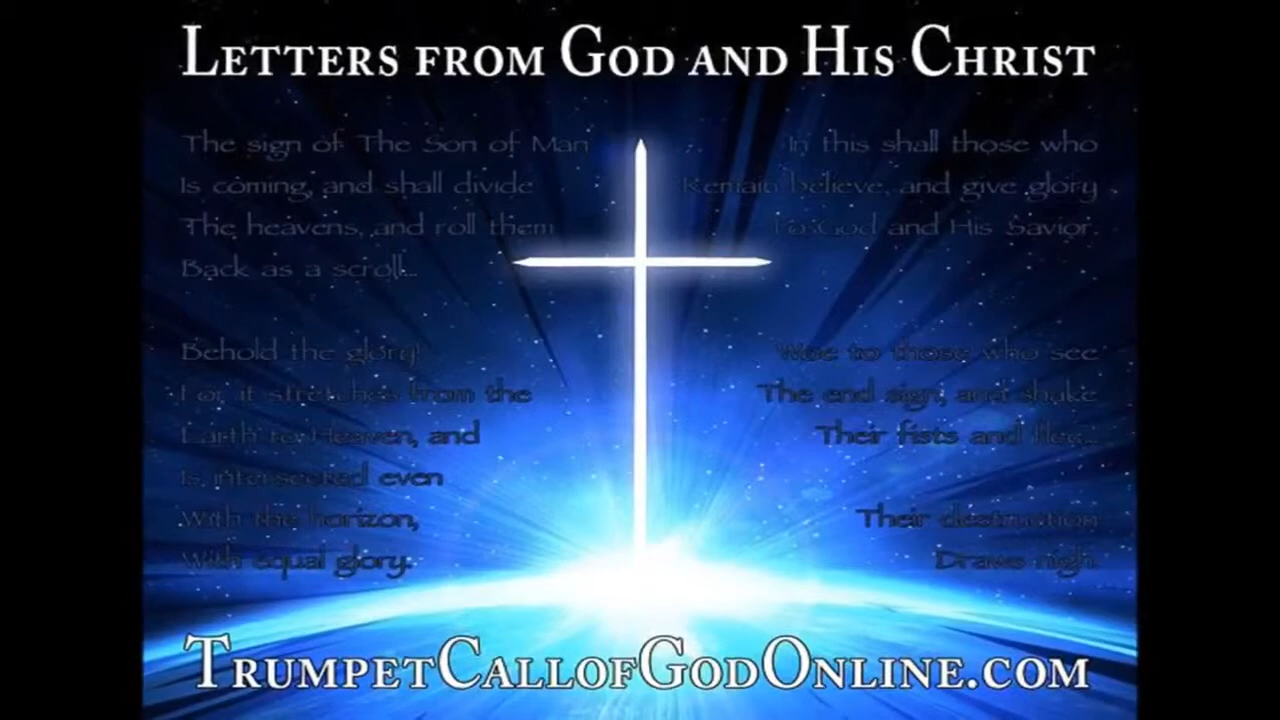 Letters from God and His Christ
The sign of The Son of Man
Is coming, and shall divide
The heavens, and roll them
Back as a scroll...
Behold the glory!
For it stretches from the
Earth to Heaven, and
Is intersected even
With the horizon,
With equal glory.
In this shall those who
Remain believe, and give glory
To God and His Savior.
Woe to those who see
The end sign, and shake
Their fists and flee...
Their destruction
Draws nigh.
TrumpetCallofGodOnline.com